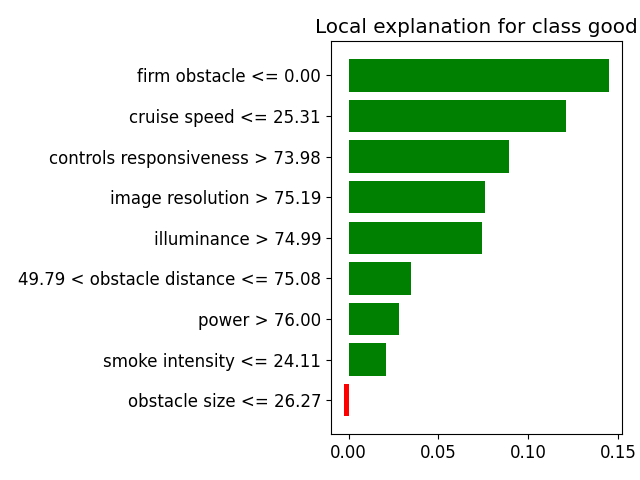 Local explanation for class good
firm obstacle <= 0.00
cruise speed <= 25.31
controls responsiveness > 73.98
image resolution > 75.19
illuminance > 74.99
49.79 < obstacle distance <= 75.08
power > 76.00
smoke intensity <= 24.11
obstacle size <= 26.27
0.00 0.05 0.10 0.15